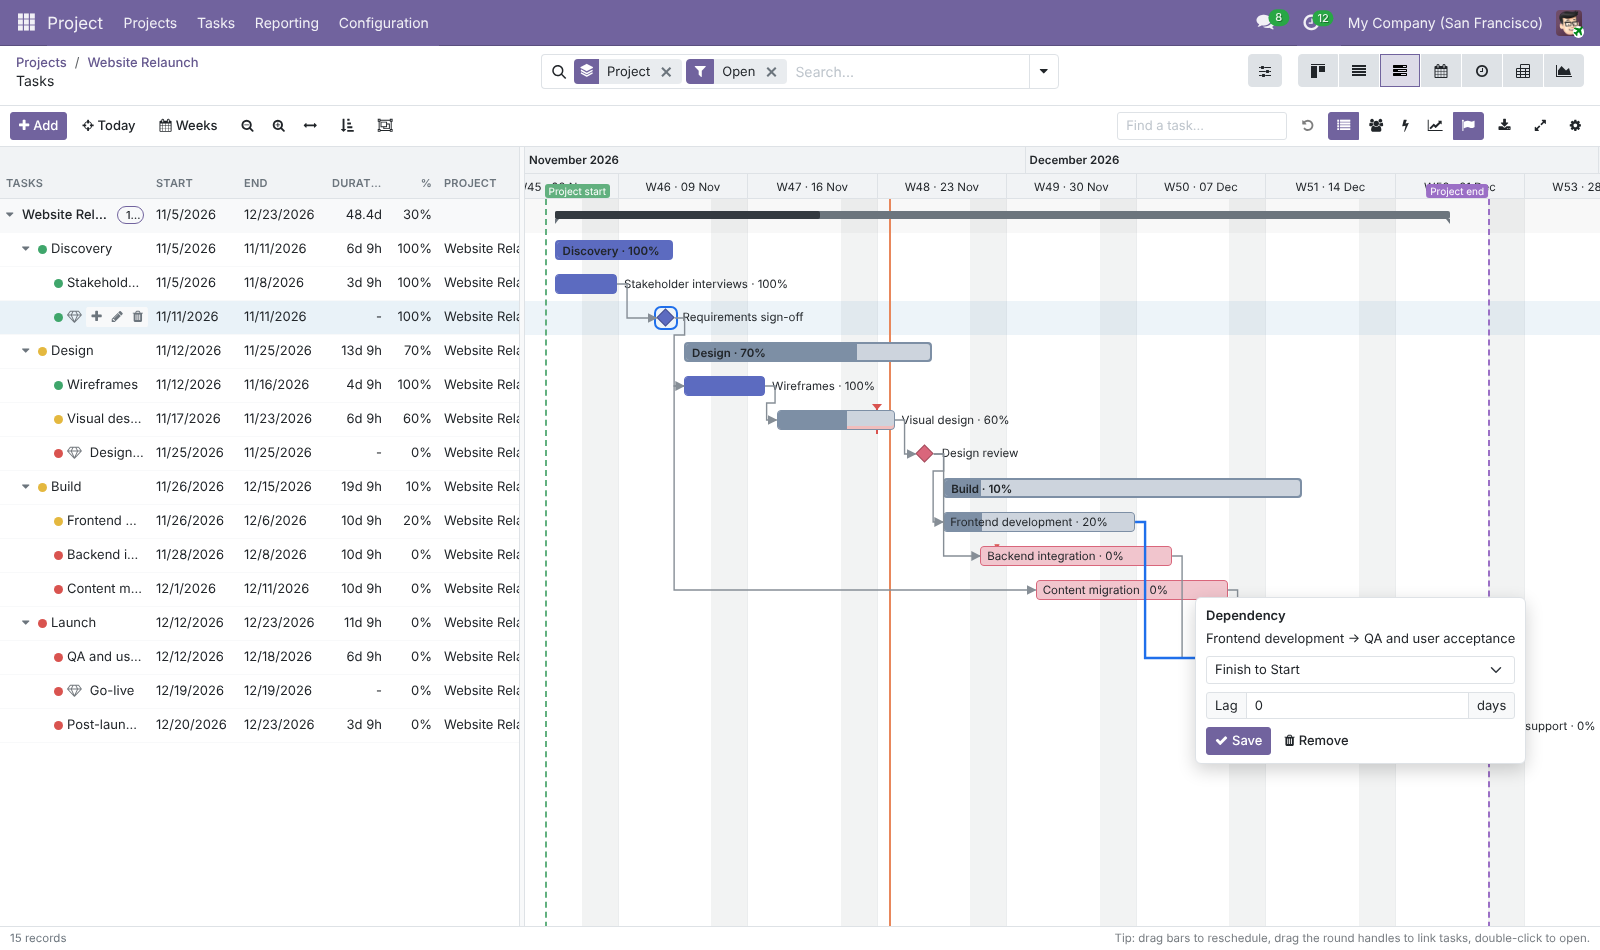 Project Projects Tasks Reporting Configuration 8 12 My Company (San Francisco)
Projects / Website Relaunch
Tasks
Project Open Search...
Add Today Weeks Find a task...
November 2026 December 2026
TASKS START END DURAT... % PROJECT
W45 W46 · 09 Nov W47 · 16 Nov W48 · 23 Nov W49 · 30 Nov W50 · 07 Dec W51 · 14 Dec W53 · 28
Project start Project end
Website Rel... 1... 11/5/2026 12/23/2026 48.4d 30%
Discovery 11/5/2026 11/11/2026 6d 9h 100% Website Rela Discovery · 100%
Stakehold... 11/5/2026 11/8/2026 3d 9h 100% Website Rela Stakeholder interviews · 100%
11/11/2026 11/11/2026 - 100% Website Rela Requirements sign-off
Design 11/12/2026 11/25/2026 13d 9h 70% Website Rela Design · 70%
Wireframes 11/12/2026 11/16/2026 4d 9h 100% Website Rela Wireframes · 100%
Visual des... 11/17/2026 11/23/2026 6d 9h 60% Website Rela Visual design · 60%
Design... 11/25/2026 11/25/2026 - 0% Website Rela Design review
Build 11/26/2026 12/15/2026 19d 9h 10% Website Rela Build · 10%
Frontend ... 11/26/2026 12/6/2026 10d 9h 20% Website Rela Frontend development · 20%
Backend i... 11/28/2026 12/8/2026 10d 9h 0% Website Rela Backend integration · 0%
Content m... 12/1/2026 12/11/2026 10d 9h 0% Website Rela Content migration · 0%
Launch 12/12/2026 12/23/2026 11d 9h 0% Website Rela
QA and us... 12/12/2026 12/18/2026 6d 9h 0% Website Rela
Go-live 12/19/2026 12/19/2026 - 0% Website Rela
Post-laun... 12/20/2026 12/23/2026 3d 9h 0% Website Rela support · 0%
Dependency
Frontend development → QA and user acceptance
Finish to Start
Lag 0 days
Save Remove
15 records Tip: drag bars to reschedule, drag the round handles to link tasks, double-click to open.